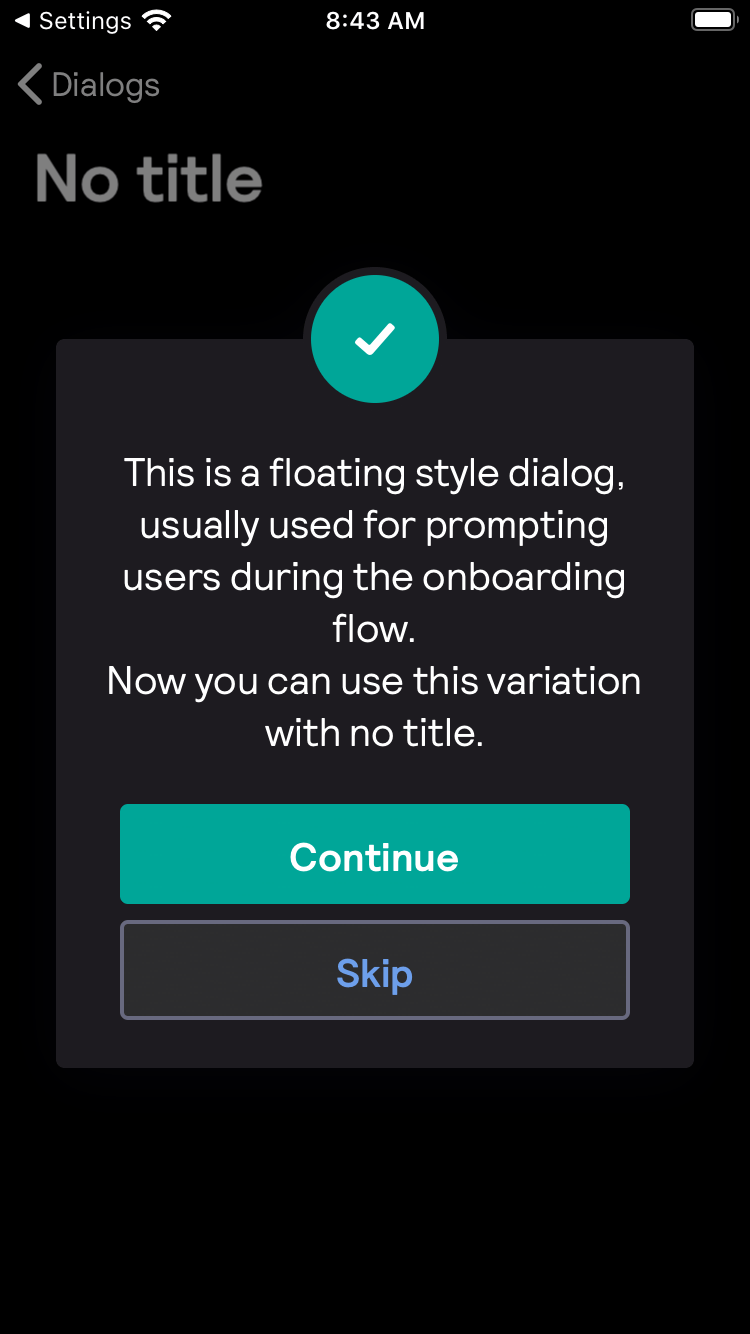 Settings
8:43 AM
Dialogs
No title
This is a floating style dialog,
usually used for prompting
users during the onboarding
flow.
Now you can use this variation
with no title.
Continue
Skip